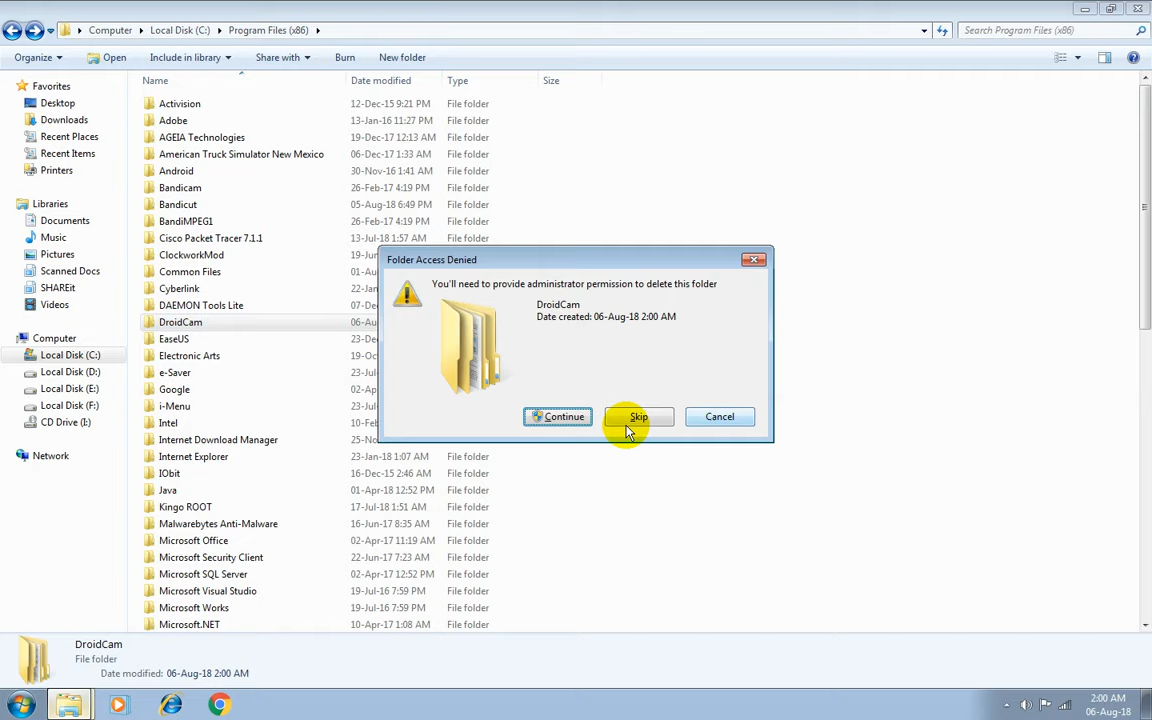 Computer Local Disk (C:) Program Files (x86)
Search Program Files (x86)
Organize Open Include in library Share with Burn New folder
Name Date modified Type Size
Favorites
Desktop
Downloads
Recent Places
Recent Items
Printers
Libraries
Documents
Music
Pictures
Scanned Docs
SHAREit
Videos
Computer
Local Disk (C:)
Local Disk (D:)
Local Disk (E:)
Local Disk (F:)
CD Drive (I:)
Network
Activision 12-Dec-15 9:21 PM File folder
Adobe 13-Jan-16 11:27 PM File folder
AGEIA Technologies 19-Dec-17 12:13 AM File folder
American Truck Simulator New Mexico 06-Dec-17 1:33 AM File folder
Android 30-Nov-16 1:41 AM File folder
Bandicam 26-Feb-17 4:19 PM File folder
Bandicut 05-Aug-18 6:49 PM File folder
BandiMPEG1 26-Feb-17 4:19 PM File folder
Cisco Packet Tracer 7.1.1 13-Jul-18 1:57 AM File folder
ClockworkMod 19-Ju
Common Files 26-Ju
Cyberlink
DAEMON Tools Lite 07-De
DroidCam 06-Au
EaseUS 23-De
Electronic Arts 19-Oc
e-Saver
Google
i-Menu
Intel 10-Feb
Internet Download Manager
Internet Explorer 23-Jan-18 1:07 AM File folder
IObit 16-Dec-15 2:46 AM File folder
Java 01-Apr-18 12:52 PM File folder
Kingo ROOT 17-Jul-18 1:51 AM File folder
Malwarebytes Anti-Malware 16-Jun-17 8:35 AM File folder
Microsoft Office 02-Apr-17 11:19 AM File folder
Microsoft Security Client 22-Jun-17 7:23 AM File folder
Microsoft SQL Server 02-Apr-17 12:52 PM File folder
Microsoft Visual Studio 19-Jul-16 7:59 PM File folder
Microsoft Works 19-Jul-16 7:59 PM File folder
Microsoft.NET 10-Apr-17 1:08 AM File folder
Folder Access Denied
You'll need to provide administrator permission to delete this folder
DroidCam
Date created: 06-Aug-18 2:00 AM
Continue Skip Cancel
DroidCam
File folder
Date modified: 06-Aug-18 2:00 AM
2:00 AM
06-Aug-18